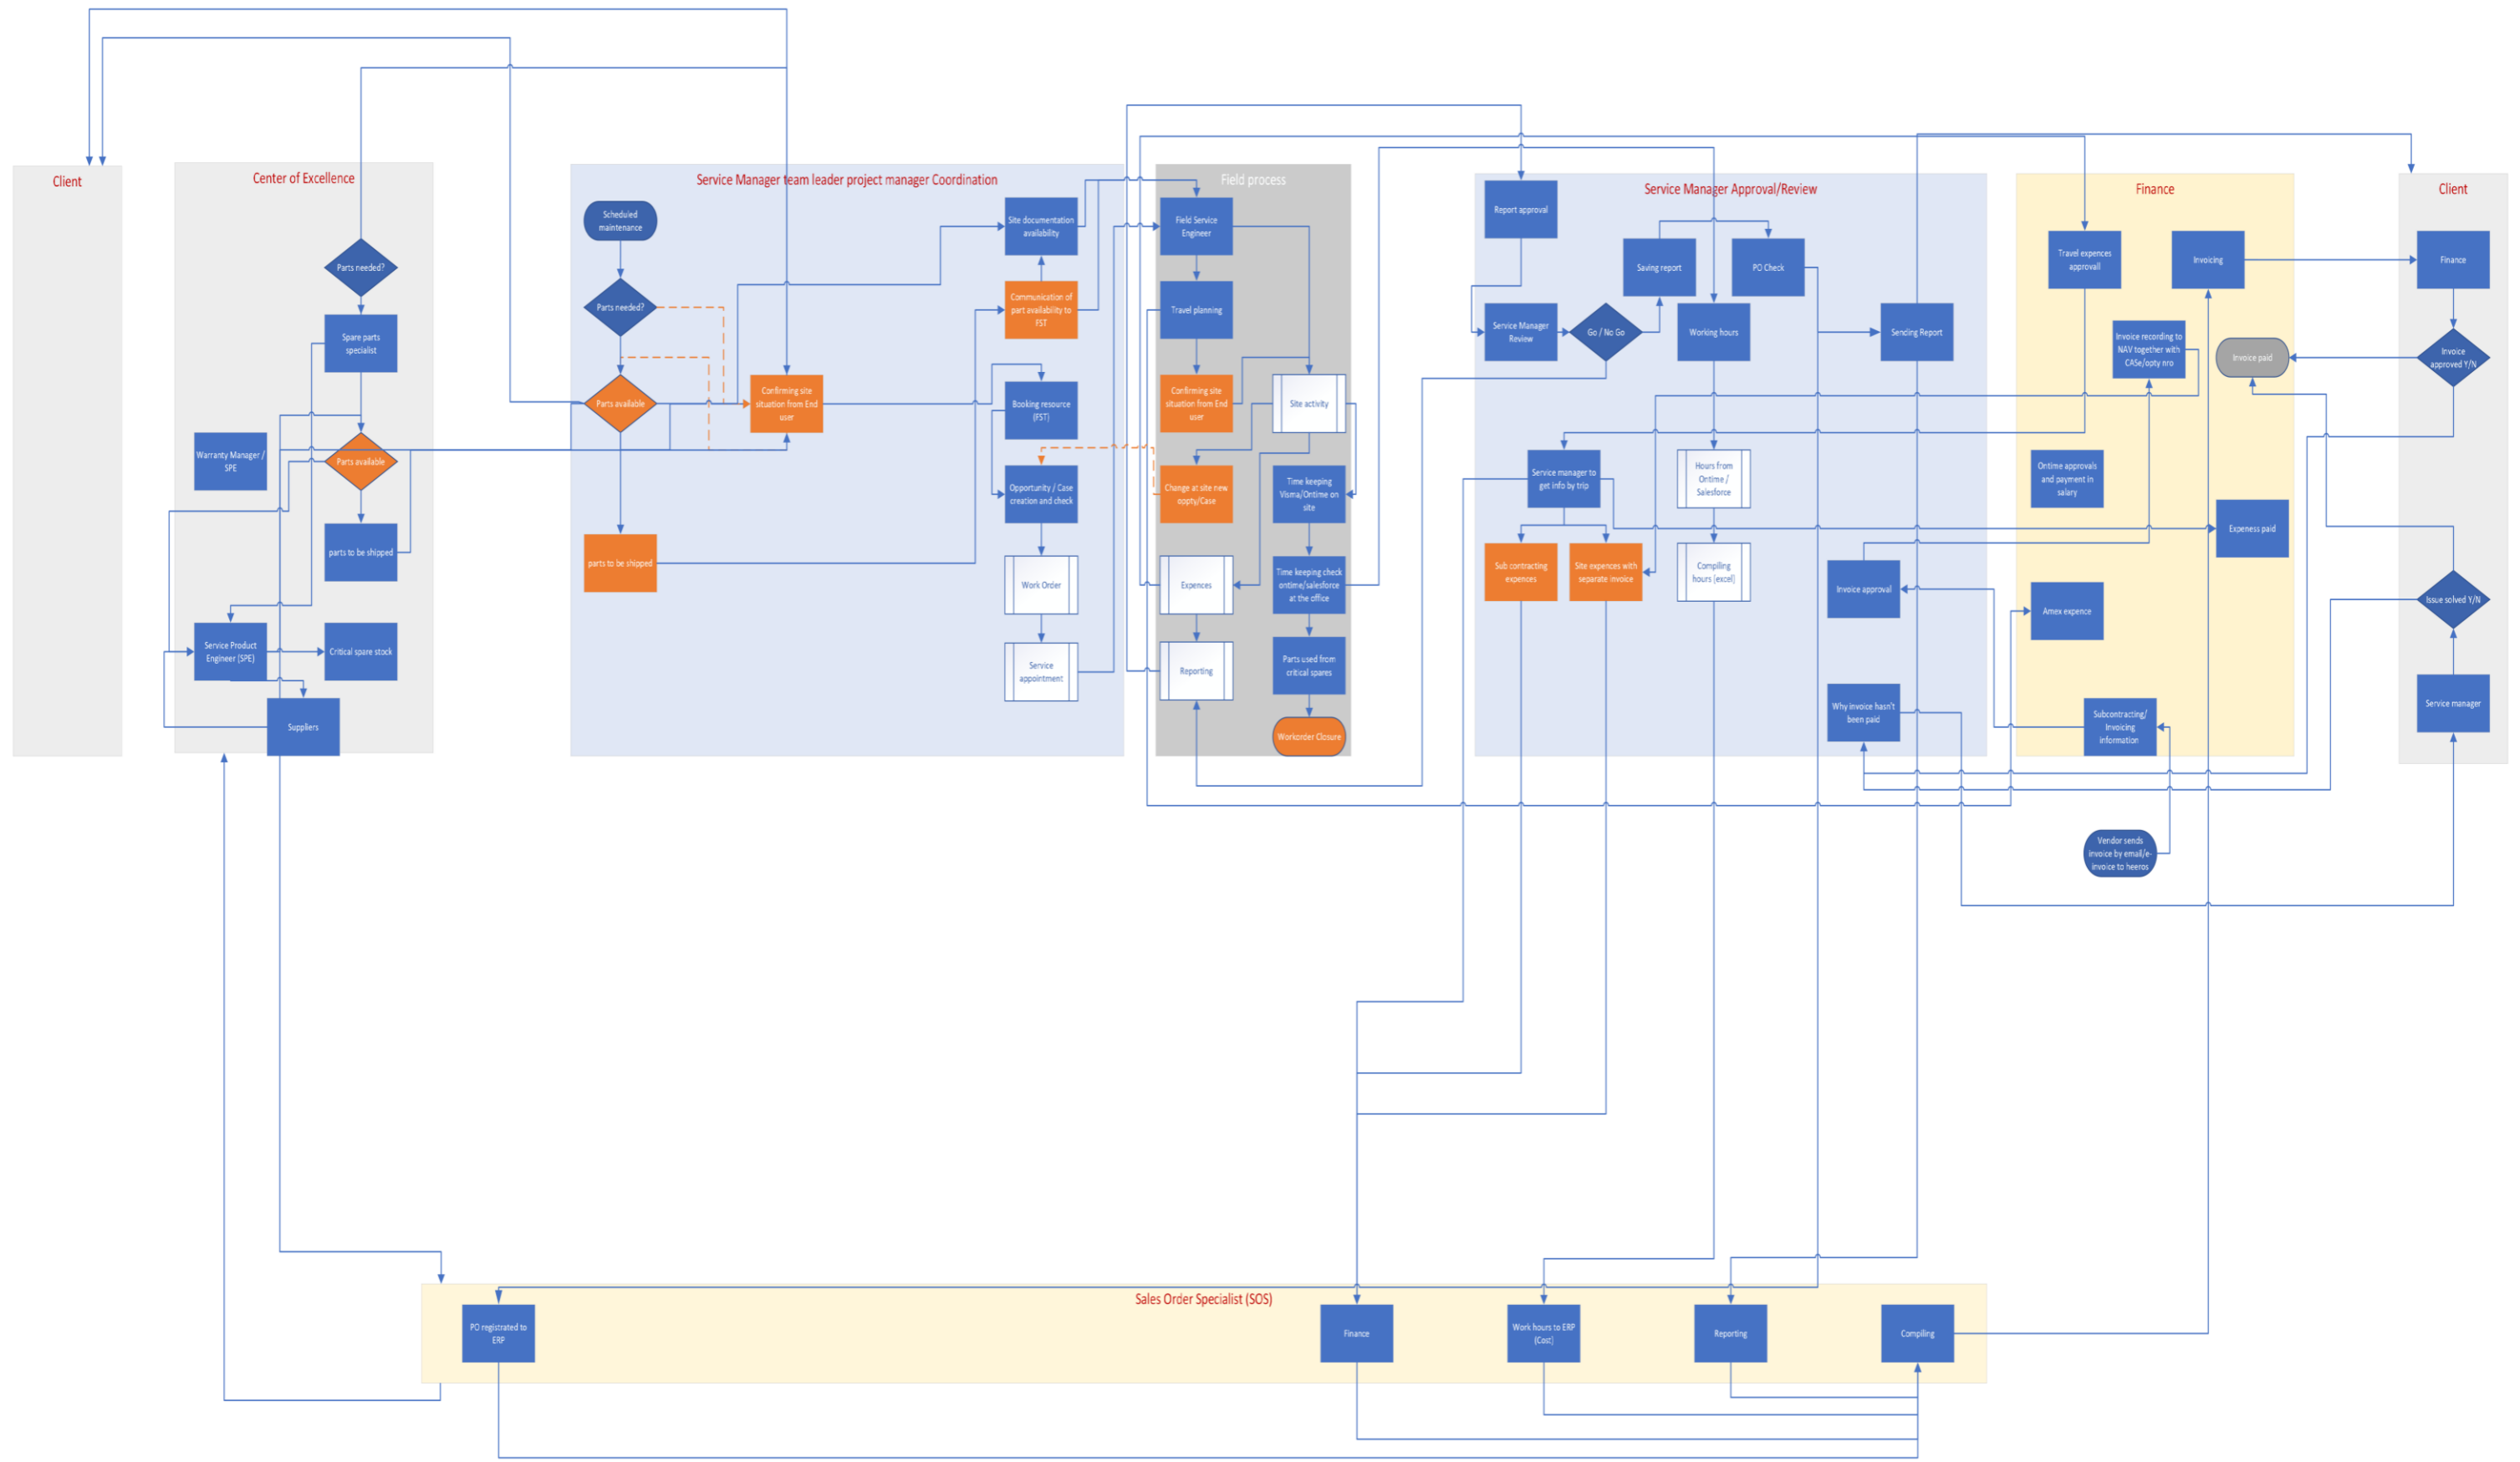 Client
Center of Excellence
Parts needed?
Spare parts
specialist
Warranty Manager /
SPE
Parts available
parts to be shipped
Service Product
Engineer (SPE)
Critical spare stock
Suppliers
Service Manager team leader project manager Coordination
Scheduled
maintenance
Parts needed?
Parts available
parts to be shipped
Confirming site
situation from End
user
Site documentation
availability
Communication of
part availability to
FST
Booking resource
(FST)
Opportunity / Case
creation and check
Work Order
Service
appointment
Field process
Field Service
Engineer
Travel planning
Confirming site
situation from End
user
Site activity
Change at site new
oppty/Case
Time keeping
Visma/Ontime on
site
Expences
Time keeping check
ontime/salesforce
at the office
Reporting
Parts used from
critical spares
Workorder Closure
Service Manager Approval/Review
Report approval
Saving report
PO Check
Service Manager
Review
Go / No Go
Working hours
Sending Report
Service manager to
get info by trip
Hours from
Ontime /
Salesforce
Sub contracting
expences
Site expences with
separate invoice
Compiling
hours (excel)
Invoice approval
Why invoice hasn't
been paid
Finance
Travel expences
approvall
Invoicing
Invoice recording to
NAV together with
CASe/opty nro
Invoice paid
Ontime approvals
and payment in
salary
Expeness paid
Amex expence
Subcontracting/
Invoicing
information
Vendor sends
invoice by email/e-
invoice to heeros
Client
Finance
Invoice
approved Y/N
Issue solved Y/N
Service manager
Sales Order Specialist (SOS)
PO registrated to
ERP
Finance
Work hours to ERP
(Cost)
Reporting
Compiling